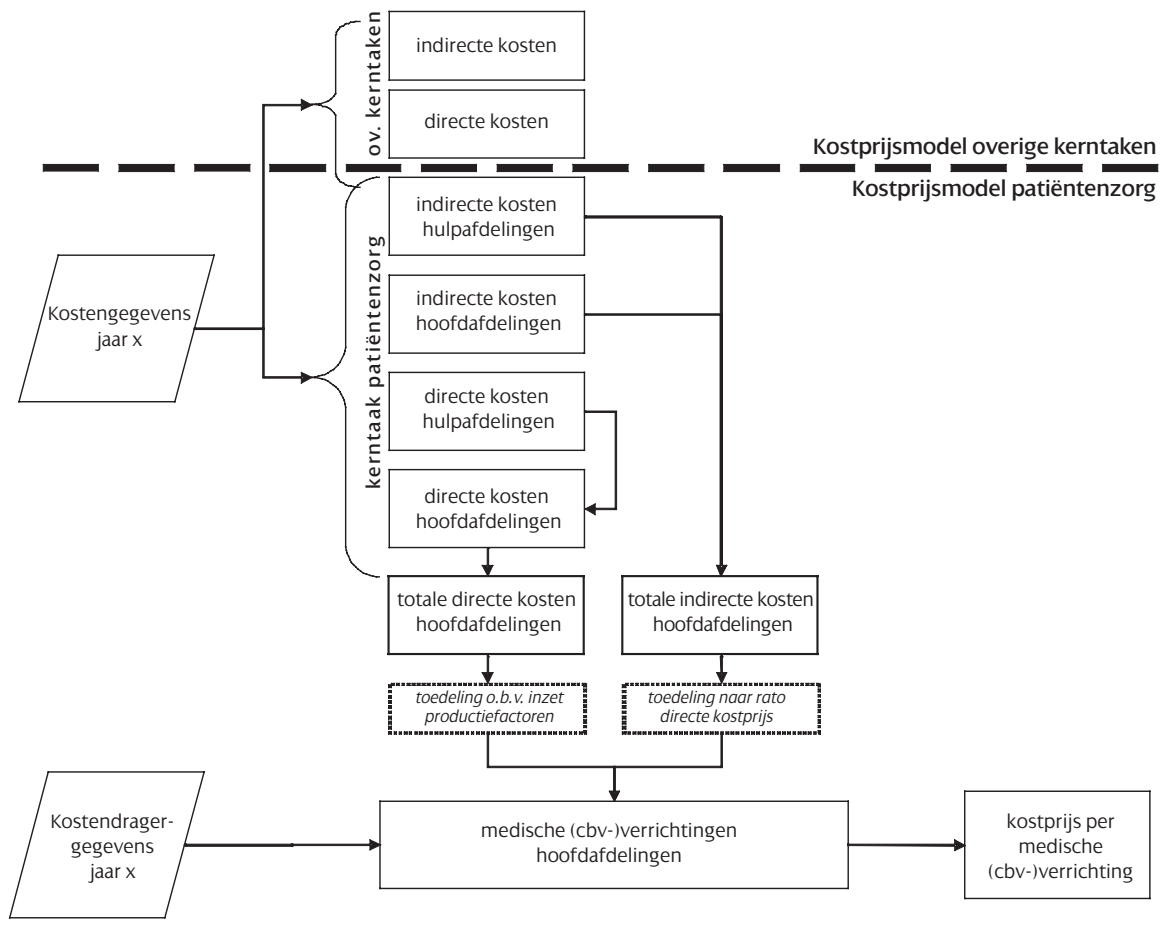 indirecte kosten
directe kosten
ov. kerntaken
Kostprijsmodel overige kerntaken
Kostprijsmodel patiëntenzorg
indirecte kosten
hulpafdelingen
indirecte kosten
hoofdafdelingen
directe kosten
hulpafdelingen
directe kosten
hoofdafdelingen
kerntaak patiëntenzorg
Kostengegevens
jaar x
totale directe kosten
hoofdafdelingen
totale indirecte kosten
hoofdafdelingen
toedeling o.b.v. inzet
productiefactoren
toedeling naar rato
directe kostprijs
Kostendrager-
gegevens
jaar x
medische (cbv-)verrichtingen
hoofdafdelingen
kostprijs per
medische
(cbv-)verrichting